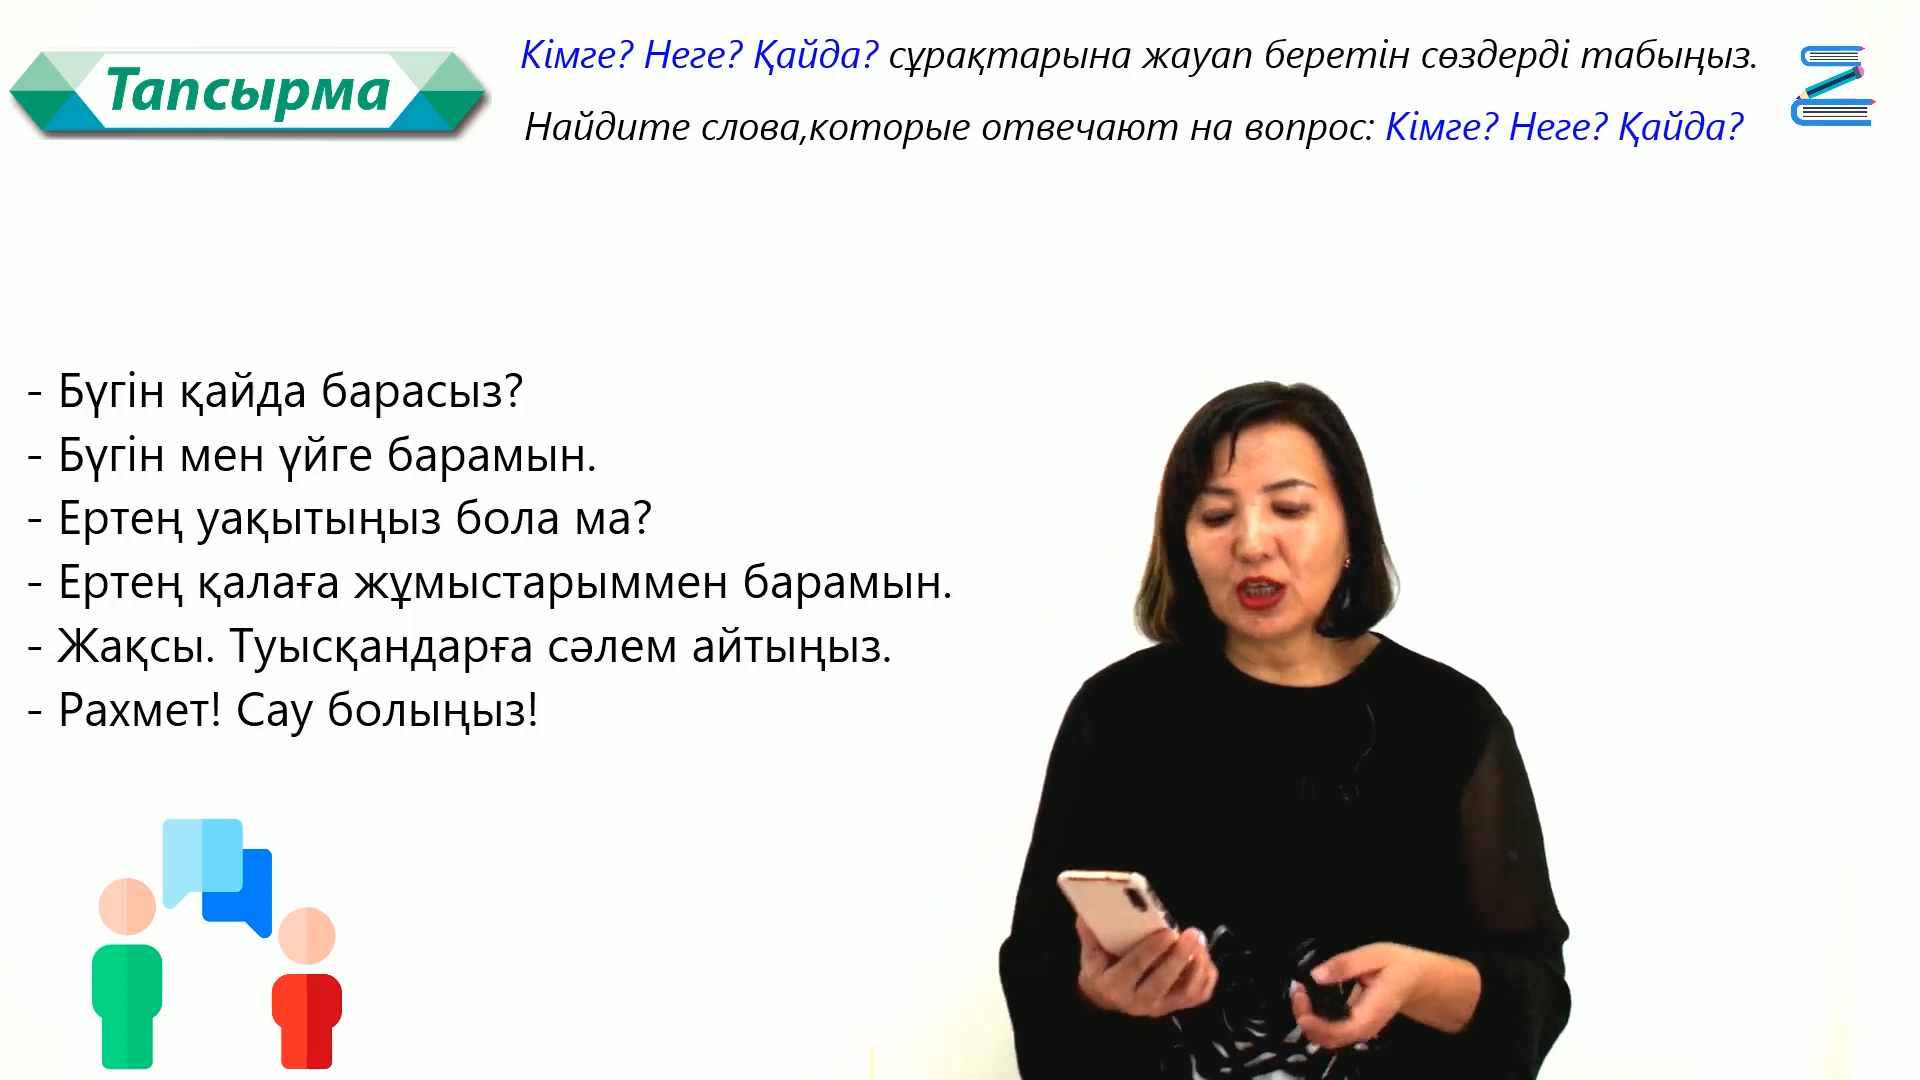 Тапсырма
Кімге? Неге? Қайда? сұрақтарына жауап беретін сөздерді табыңыз.
Найдите слова,которые отвечают на вопрос: Кімге? Неге? Қайда?
- Бүгін қайда барасыз?
- Бүгін мен үйге барамын.
- Ертең уақытыңыз бола ма?
- Ертең қалаға жұмыстарыммен барамын.
- Жақсы. Туысқандарға сәлем айтыңыз.
- Рахмет! Сау болыңыз!